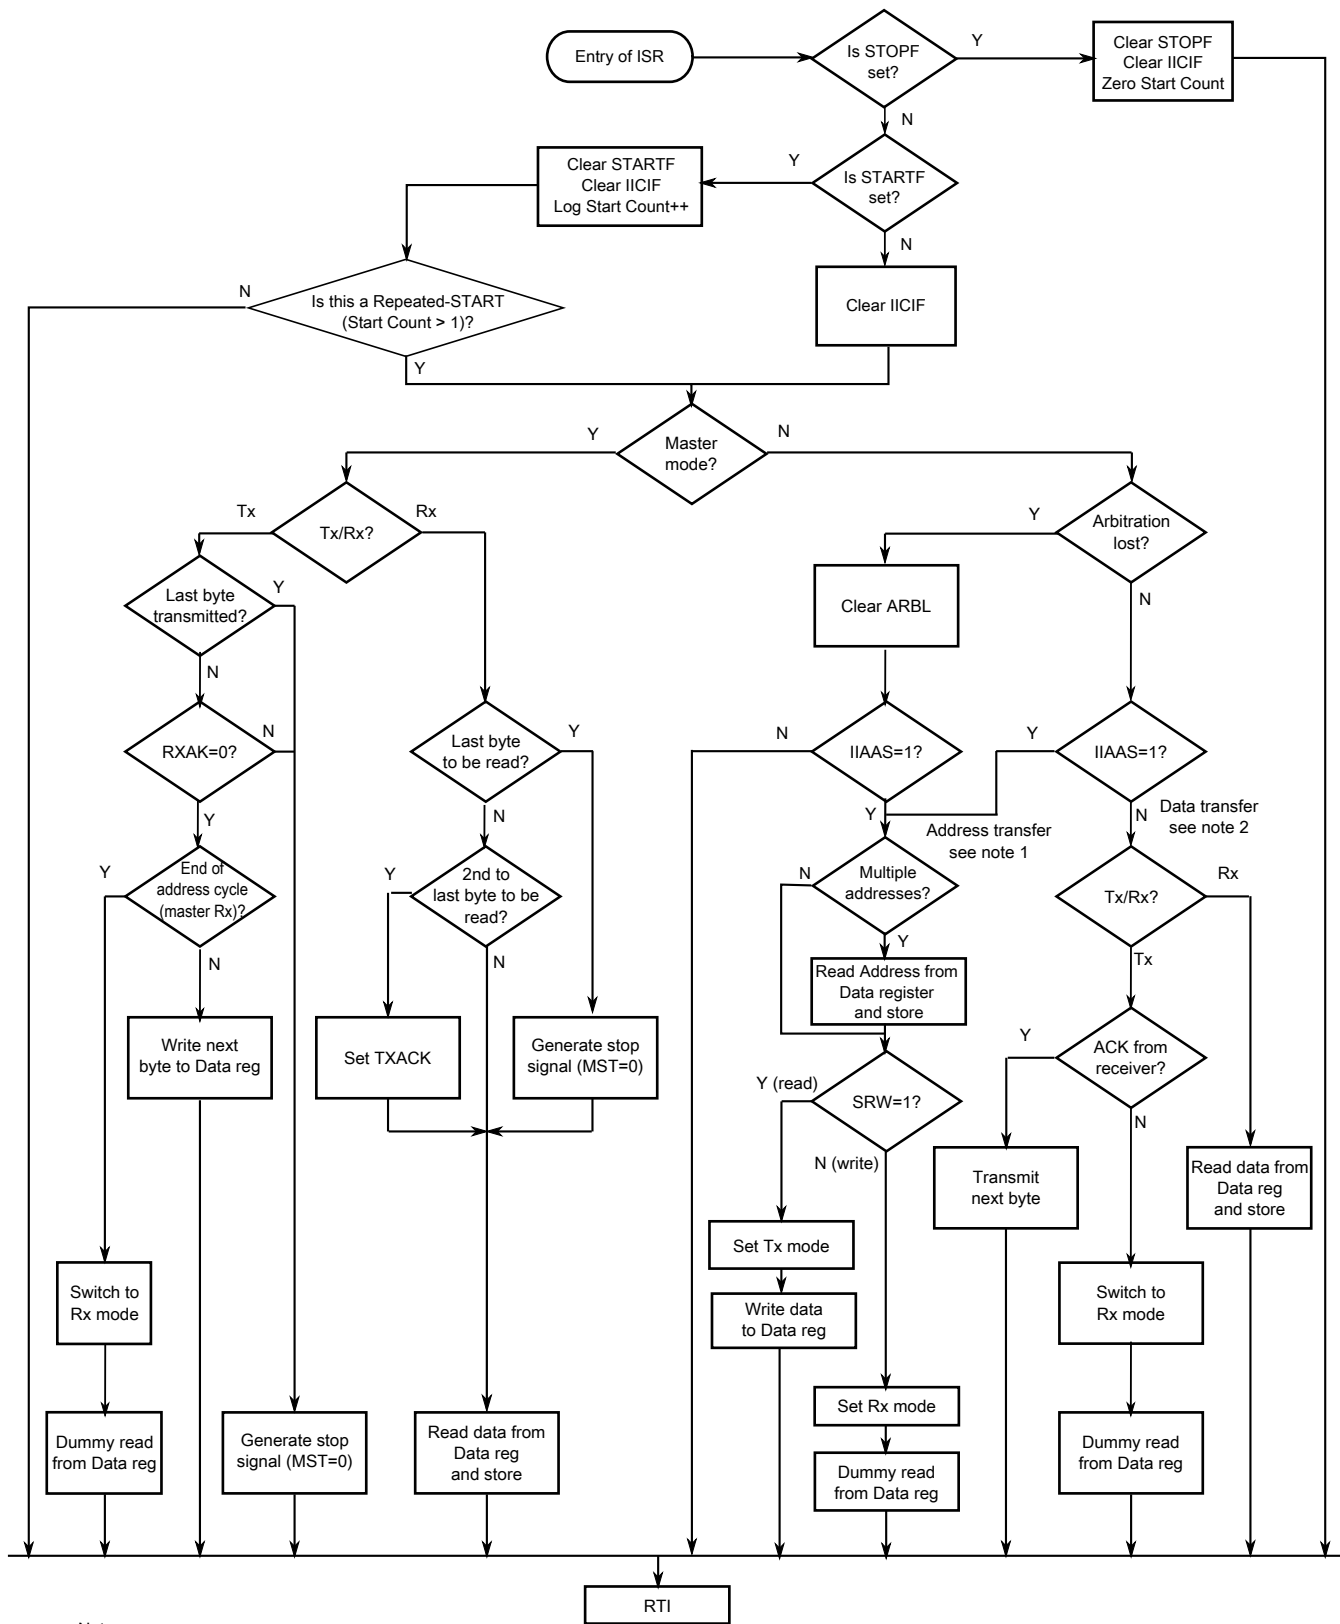 Entry of ISR
Is STOPF
set?
Y
Clear STOPF
Clear IICIF
Zero Start Count
N
Clear STARTF
Clear IICIF
Log Start Count++
Y
Is STARTF
set?
N
N
Is this a Repeated-START
(Start Count > 1)?
Clear IICIF
Y
Y
Master
mode?
N
Tx
Tx/Rx?
Rx
Y
Arbitration
lost?
Last byte
transmitted?
Y
Clear ARBL
N
N
RXAK=0?
N
Last byte
to be read?
Y
N
IIAAS=1?
Y
IIAAS=1?
Y
N
Y
Address transfer
see note 1
N
Data transfer
see note 2
Y
End of
address cycle
(master Rx)?
Y
2nd to
last byte to be
read?
N
Multiple
addresses?
Tx/Rx?
Rx
N
N
Y
Tx
Read Address from
Data register
and store
Write next
byte to Data reg
Set TXACK
Generate stop
signal (MST=0)
Y
ACK from
receiver?
Y (read)
SRW=1?
N
N (write)
Transmit
next byte
Read data from
Data reg
and store
Set Tx mode
Switch to
Rx mode
Write data
to Data reg
Switch to
Rx mode
Set Rx mode
Dummy read
from Data reg
Generate stop
signal (MST=0)
Read data from
Data reg
and store
Dummy read
from Data reg
Dummy read
from Data reg
RTI